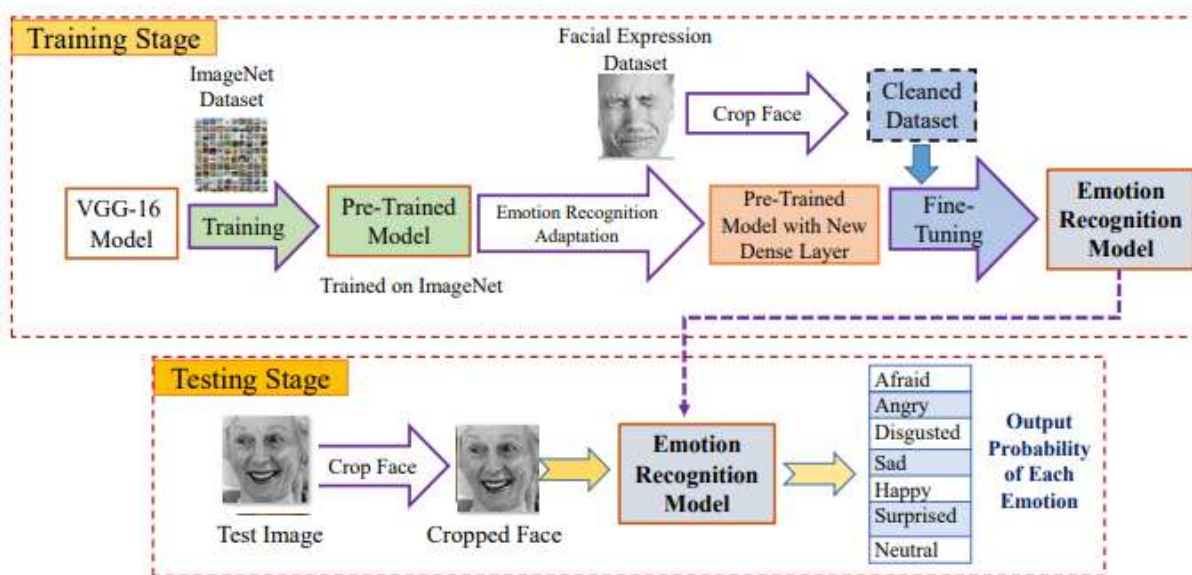 Training Stage
ImageNet
Dataset
Facial Expression
Dataset
Crop Face
Cleaned
Dataset
VGG-16
Model
Training
Pre-Trained
Model
Trained on ImageNet
Emotion Recognition
Adaptation
Pre-Trained
Model with New
Dense Layer
Fine-
Tuning
Emotion
Recognition
Model
Testing Stage
Test Image
Crop Face
Cropped Face
Emotion
Recognition
Model
Afraid
Angry
Disgusted
Sad
Happy
Surprised
Neutral
Output
Probability
of Each
Emotion